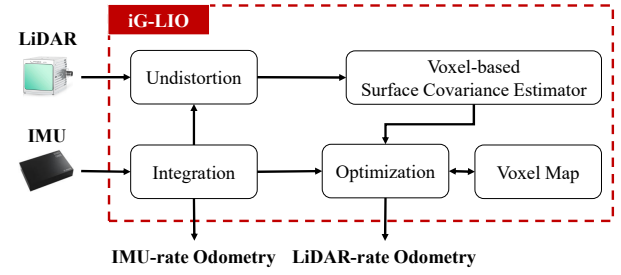 iG-LIO
LiDAR
Undistortion
Voxel-based
Surface Covariance Estimator
IMU
Integration
Optimization
Voxel Map
IMU-rate Odometry
LiDAR-rate Odometry